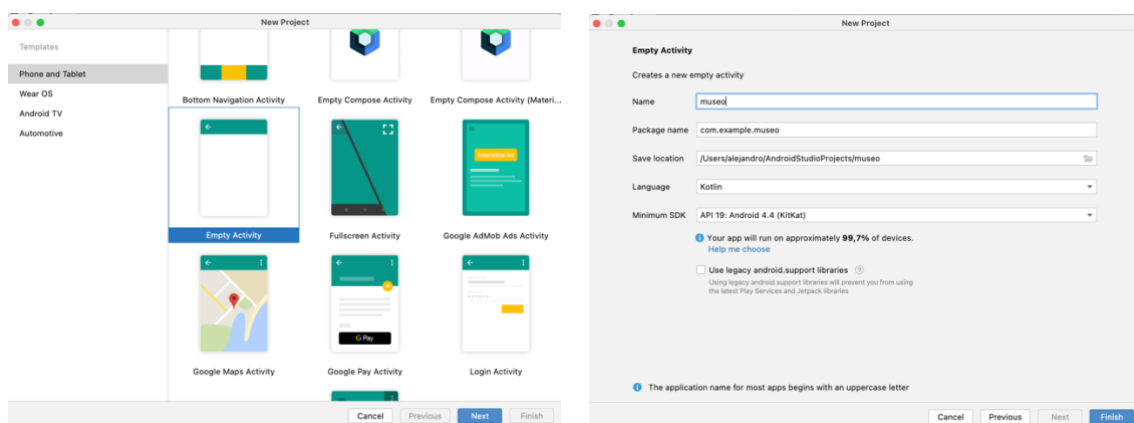 New Project
Templates
Phone and Tablet
Wear OS
Android TV
Automotive
Bottom Navigation Activity
Empty Compose Activity
Empty Compose Activity (Materi...
Interstitial Ad
Empty Activity
Fullscreen Activity
Google AdMob Ads Activity
G Pay
Google Maps Activity
Google Pay Activity
Login Activity
Cancel
Previous
Next
Finish
New Project
Empty Activity
Creates a new empty activity
Name
museo
Package name
com.example.museo
Save location
/Users/alejandro/AndroidStudioProjects/museo
Language
Kotlin
Minimum SDK
API 19: Android 4.4 (KitKat)
Your app will run on approximately 99,7% of devices.
Help me choose
Use legacy android.support libraries ?
Using legacy android.support libraries will prevent you from using
the latest Play Services and Jetpack libraries
The application name for most apps begins with an uppercase letter
Cancel
Previous
Next
Finish